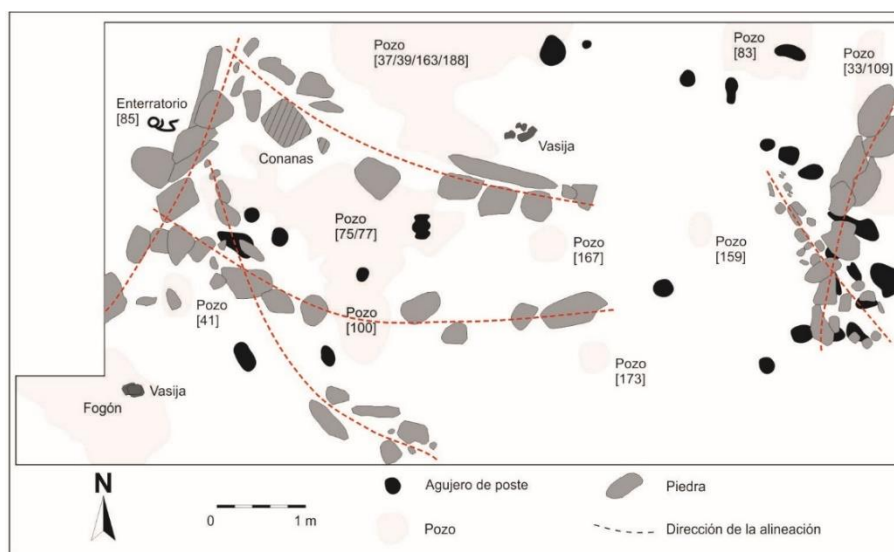 Pozo
[37/39/163/188]
Pozo
[83]
Pozo
[33/109]
Enterratorio
[85]
Vasija
Conanas
Pozo
[75/77]
Pozo
[167]
Pozo
[159]
Pozo
[41]
Pozo
[100]
Pozo
[173]
Vasija
Fogón
N
0 1 m
Agujero de poste
Piedra
Pozo
Dirección de la alineación